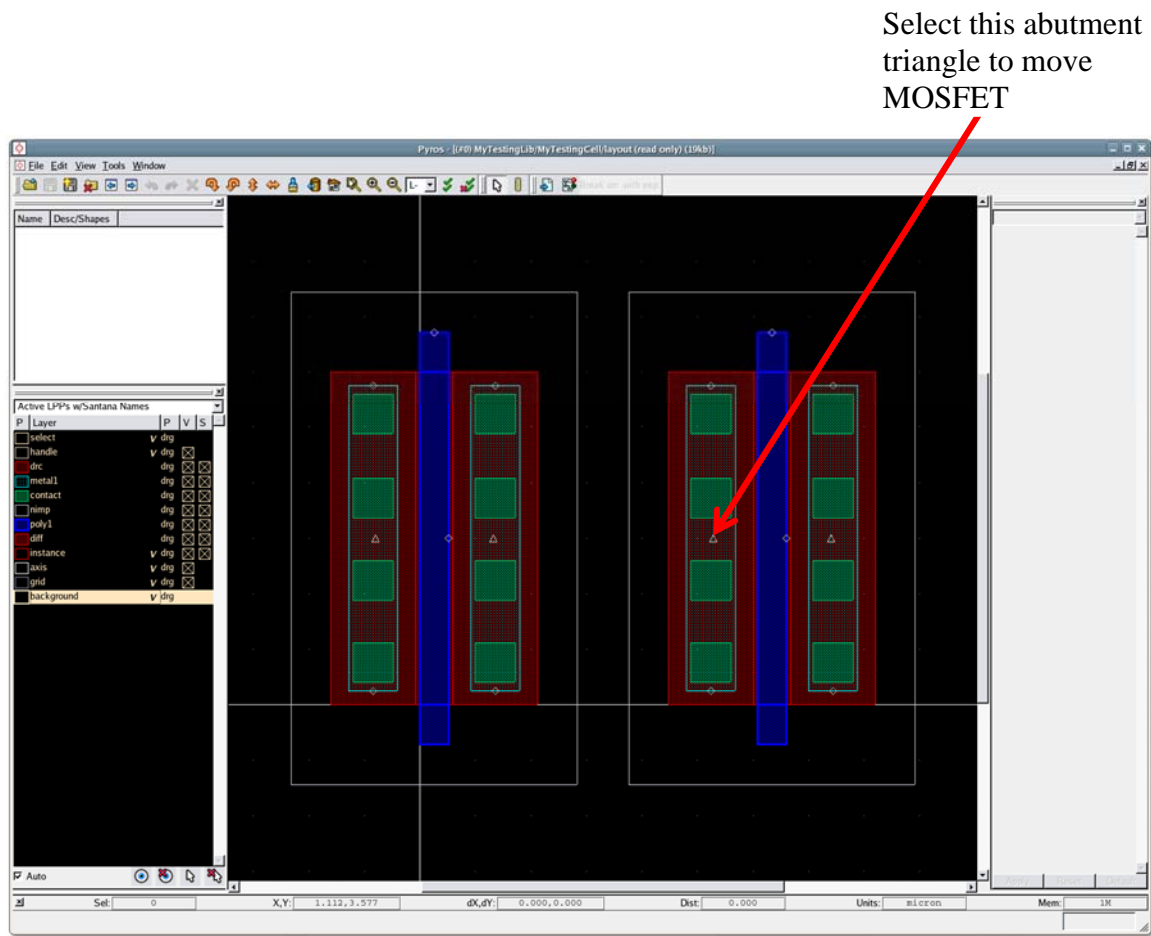 Select this abutment
triangle to move
MOSFET
Pyros - [(#0) MyTestingLib/MyTestingCell/layout (read only) (19kb)]
File Edit View Tools Window
L-
Name Desc/Shapes
Active LPPs w/Santana Names
P Layer P V S
select v drg
handle v drg
drc drg
metal1 drg
contact drg
nimp drg
poly1 drg
diff drg
instance v drg
axis v drg
grid v drg
background v drg
Auto
Apply Reset
Sel: 0 X,Y: 1.112,3.577 dX,dY: 0.000,0.000 Dist: 0.000 Units: micron Mem: 1M